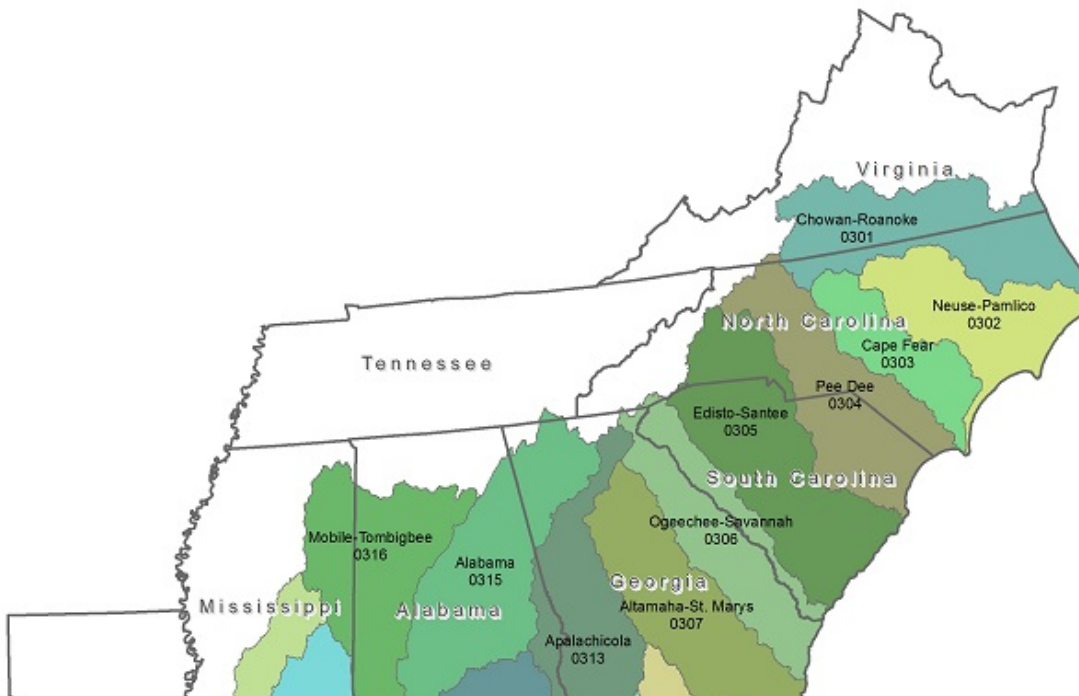 Virginia
Chowan-Roanoke
0301
Neuse-Pamlico
0302
North Carolina
Cape Fear
0303
Tennessee
Pee Dee
0304
Edisto-Santee
0305
South Carolina
Ogeechee-Savannah
0306
Mobile-Tombigbee
0316
Alabama
0315
Georgia
Mississippi
Alabama
Altamaha-St. Marys
0307
Apalachicola
0313